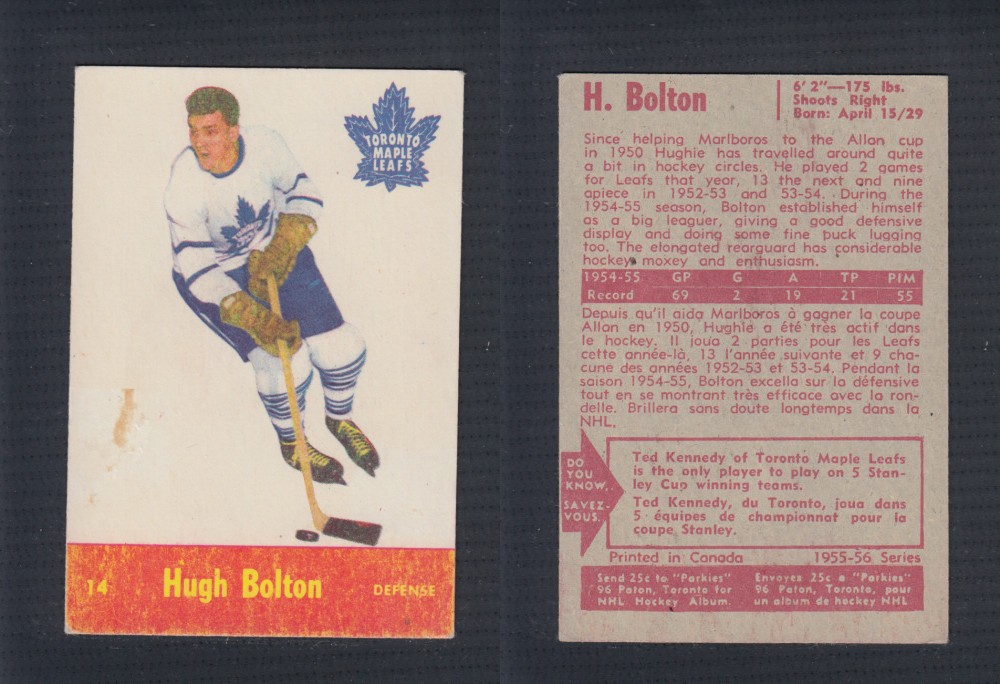 TORONTO
MAPLE
LEAFS
14 Hugh Bolton DEFENSE
H. Bolton
6' 2"—175 lbs.
Shoots Right
Born: April 15/29
Since helping Marlboros to the Allan cup
in 1950 Hughie has travelled around quite
a bit in hockey circles. He played 2 games
for Leafs that year, 13 the next and nine
apiece in 1952-53 and 53-54. During the
1954-55 season, Bolton established himself
as a big leaguer, giving a good defensive
display and doing some fine puck lugging
too. The elongated rearguard has considerable
hockey moxey and enthusiasm.
1954-55 GP G A TP PIM
Record 69 2 19 21 55
Depuis qu'il aida Marlboros à gagner la coupe
Allan en 1950, Hughie a été très actif dans
le hockey. Il joua 2 parties pour les Leafs
cette année-là, 13 l'année suivante et 9 cha-
cune des années 1952-53 et 53-54. Pendant la
saison 1954-55, Bolton excella sur la défensive
tout en se montrant très efficace avec la ron-
delle. Brillera sans doute longtemps dans la
NHL.
DO
YOU
KNOW..
SAVEZ-
VOUS.
Ted Kennedy of Toronto Maple Leafs
is the only player to play on 5 Stan-
ley Cup winning teams.
Ted Kennedy, du Toronto, joua dans
5 équipes de championnat pour la
coupe Stanley.
Printed in Canada 1955-56 Series
Send 25c to "Parkies"
96 Paton, Toronto for
NHL Hockey Album.
Envoyez 25c a "Parkies"
96 Paton, Toronto, pour
un album de hockey NHL